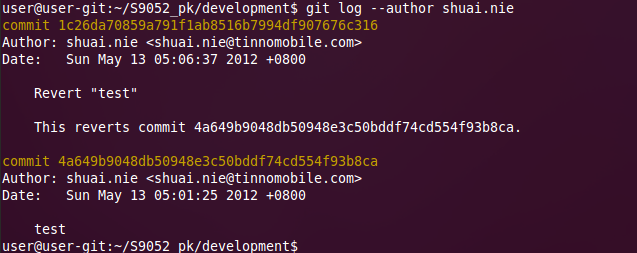 user@user-git:~/S9052_pk/development$ git log --author shuai.nie
commit 1c26da70859a791f1ab8516b7994df907676c316
Author: shuai.nie <shuai.nie@tinnomobile.com>
Date:   Sun May 13 05:06:37 2012 +0800
    Revert "test"
    This reverts commit 4a649b9048db50948e3c50bddf74cd554f93b8ca.
commit 4a649b9048db50948e3c50bddf74cd554f93b8ca
Author: shuai.nie <shuai.nie@tinnomobile.com>
Date:   Sun May 13 05:01:25 2012 +0800
    test
user@user-git:~/S9052_pk/development$